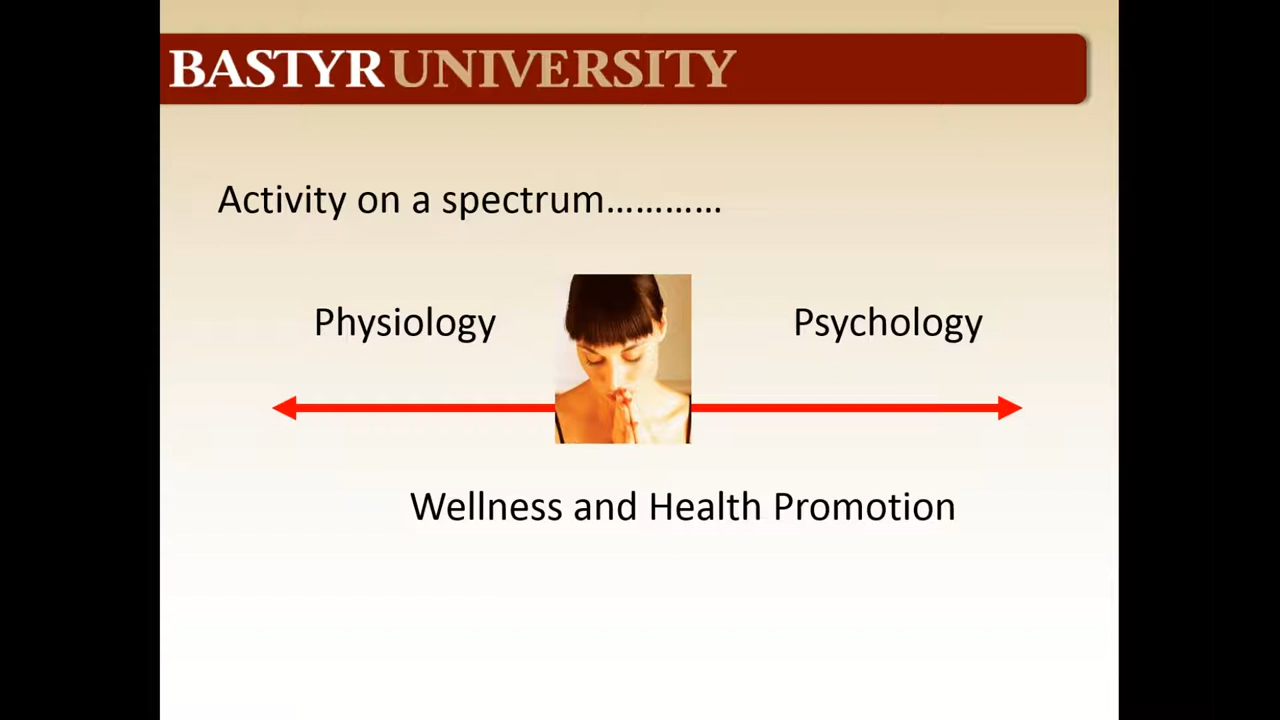 BASTYR UNIVERSITY
Activity on a spectrum…………
Physiology
Psychology
Wellness and Health Promotion